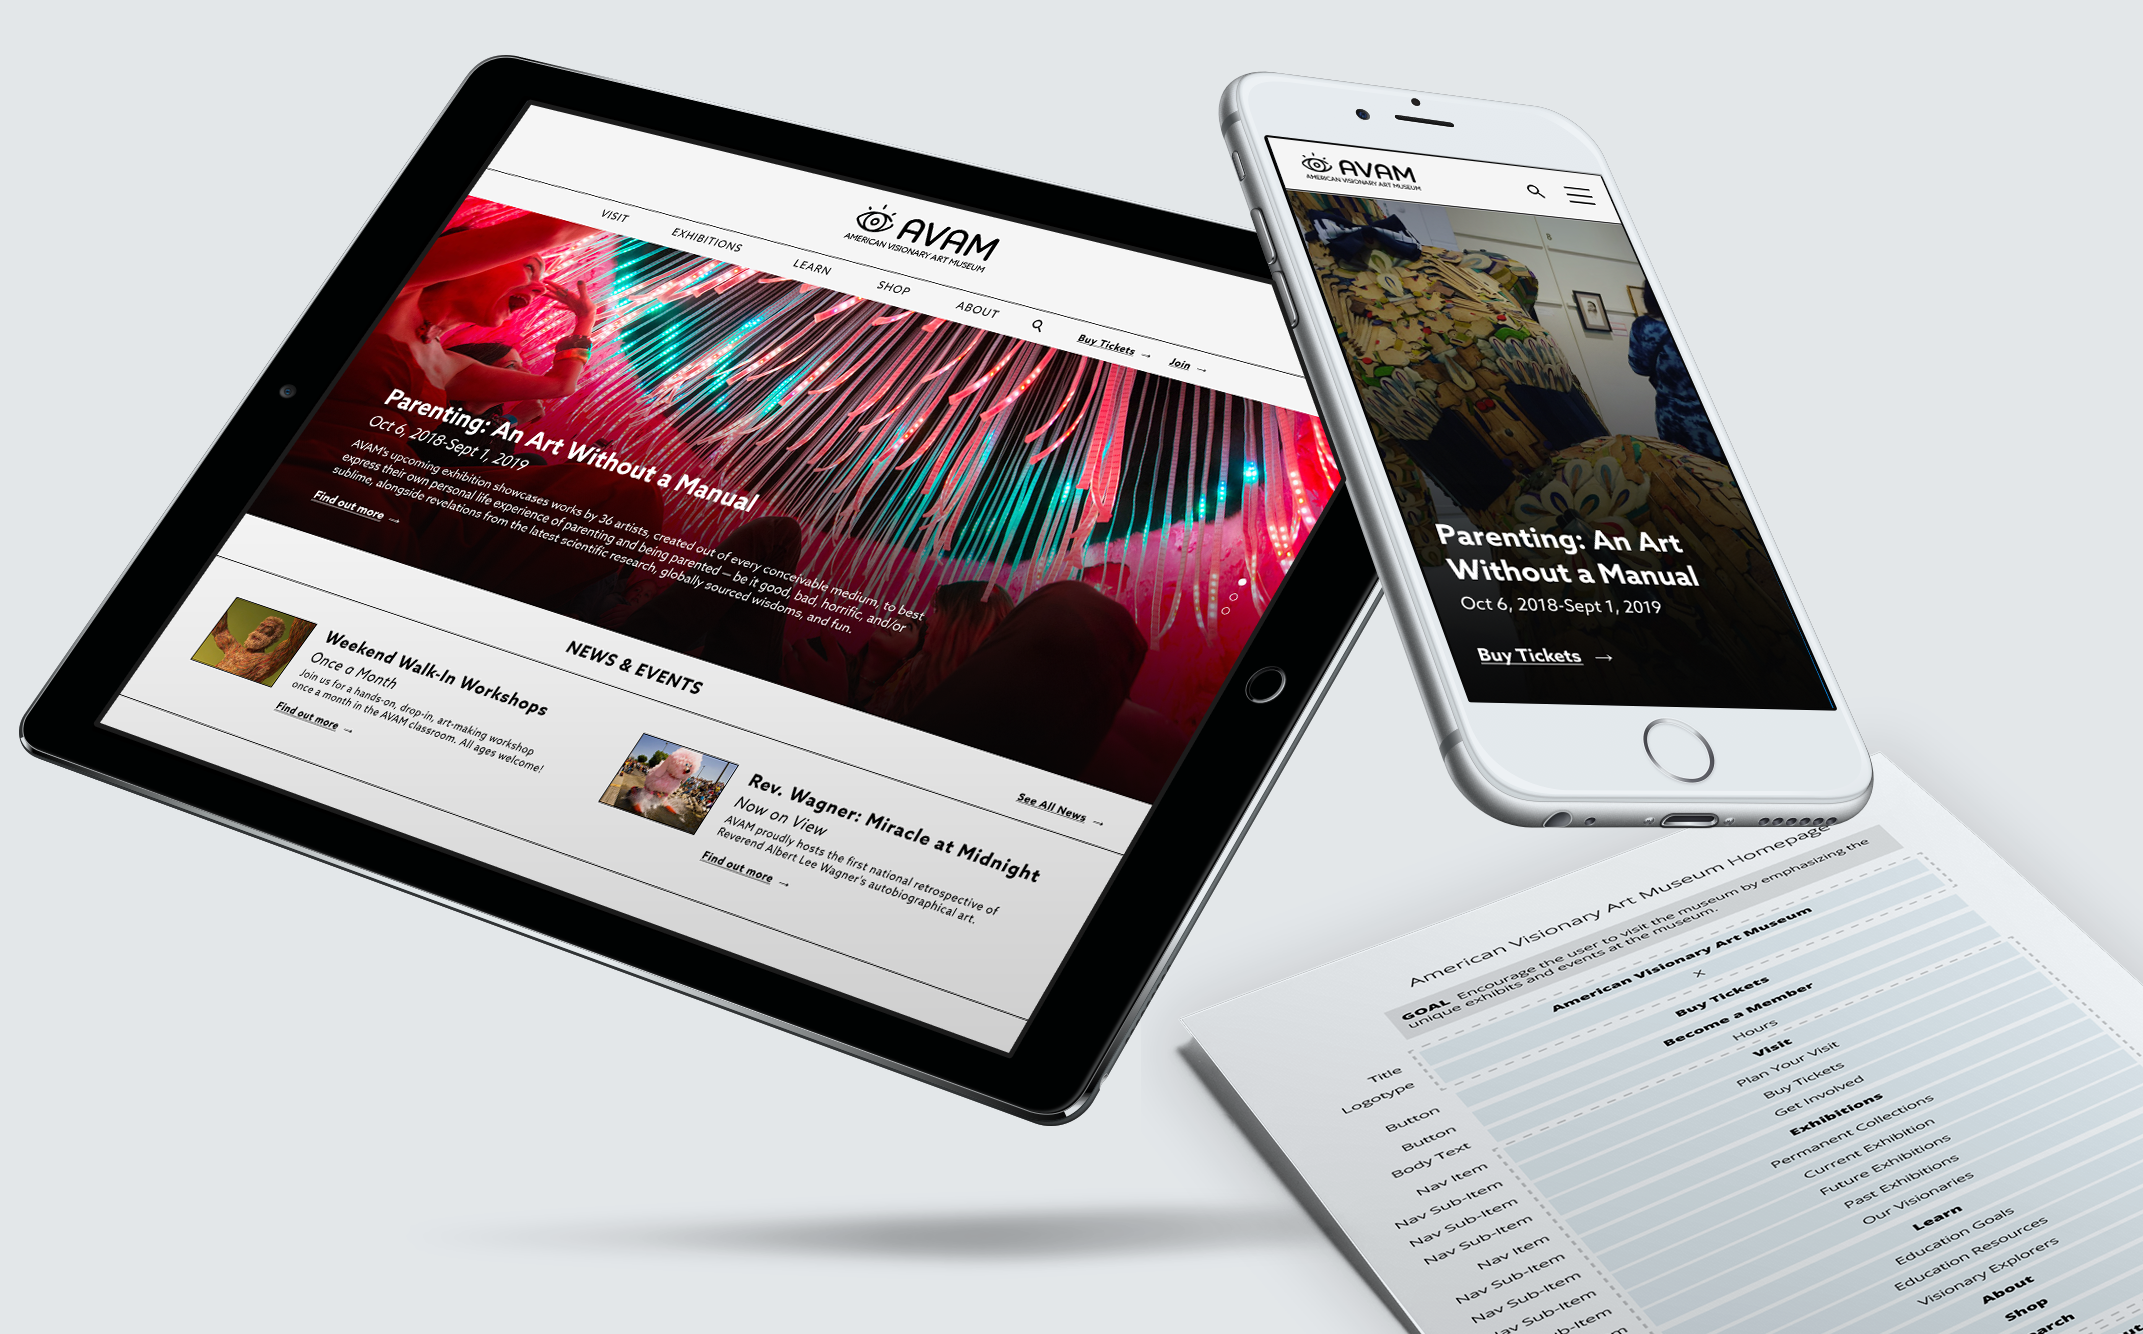 AVAM
AMERICAN VISIONARY ART MUSEUM
VISIT
EXHIBITIONS
LEARN
SHOP
ABOUT
Buy Tickets →
Join →
Parenting: An Art Without a Manual
Oct 6, 2018-Sept 1, 2019
AVAM's upcoming exhibition showcases works by 36 artists, created out of every conceivable medium, to best
express their own personal life experience of parenting and being parented — be it good, bad, horrific, and/or
sublime, alongside revelations from the latest scientific research, globally sourced wisdoms, and fun.
Find out more →
NEWS & EVENTS
See All News →
Weekend Walk-In Workshops
Once a Month
Join us for a hands-on, drop-in, art-making workshop
once a month in the AVAM classroom. All ages welcome!
Find out more →
Rev. Wagner: Miracle at Midnight
Now on View
AVAM proudly hosts the first national retrospective of
Reverend Albert Lee Wagner's autobiographical art.
Find out more →
AVAM
AMERICAN VISIONARY ART MUSEUM
Parenting: An Art
Without a Manual
Oct 6, 2018-Sept 1, 2019
Buy Tickets →
American Visionary Art Museum Homepage
GOAL Encourage the user to visit the museum by emphasizing the
unique exhibits and events at the museum.
Title
American Visionary Art Museum
Logotype
×
Button
Buy Tickets
Button
Become a Member
Body Text
Hours
Nav Item
Visit
Nav Sub-Item
Plan Your Visit
Nav Sub-Item
Buy Tickets
Nav Sub-Item
Get Involved
Nav Item
Exhibitions
Nav Sub-Item
Permanent Collections
Nav Sub-Item
Current Exhibition
Nav Sub-Item
Future Exhibitions
Past Exhibitions
Our Visionaries
Learn
Education Goals
Education Resources
Visionary Explorers
About
Shop